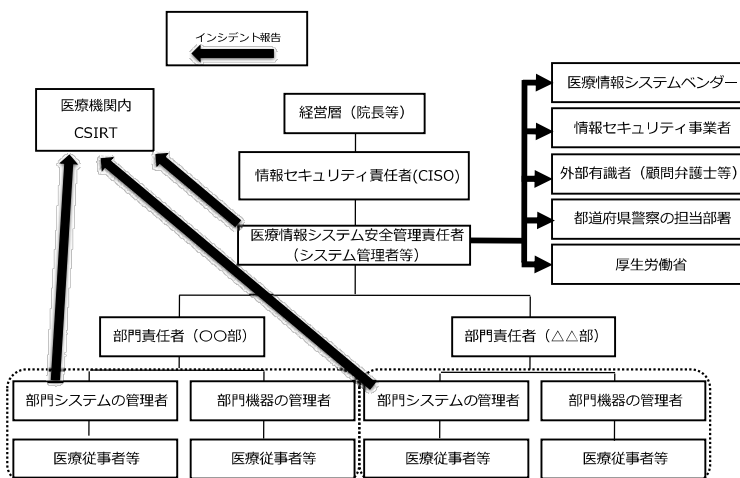 インシデント報告
医療機関内
CSIRT
経営層（院長等）
情報セキュリティ責任者(CISO)
医療情報システム安全管理責任者
（システム管理者等）
医療情報システムベンダー
情報セキュリティ事業者
外部有識者（顧問弁護士等）
都道府県警察の担当部署
厚生労働省
部門責任者（〇〇部）
部門責任者（△△部）
部門システムの管理者
部門機器の管理者
部門システムの管理者
部門機器の管理者
医療従事者等
医療従事者等
医療従事者等
医療従事者等